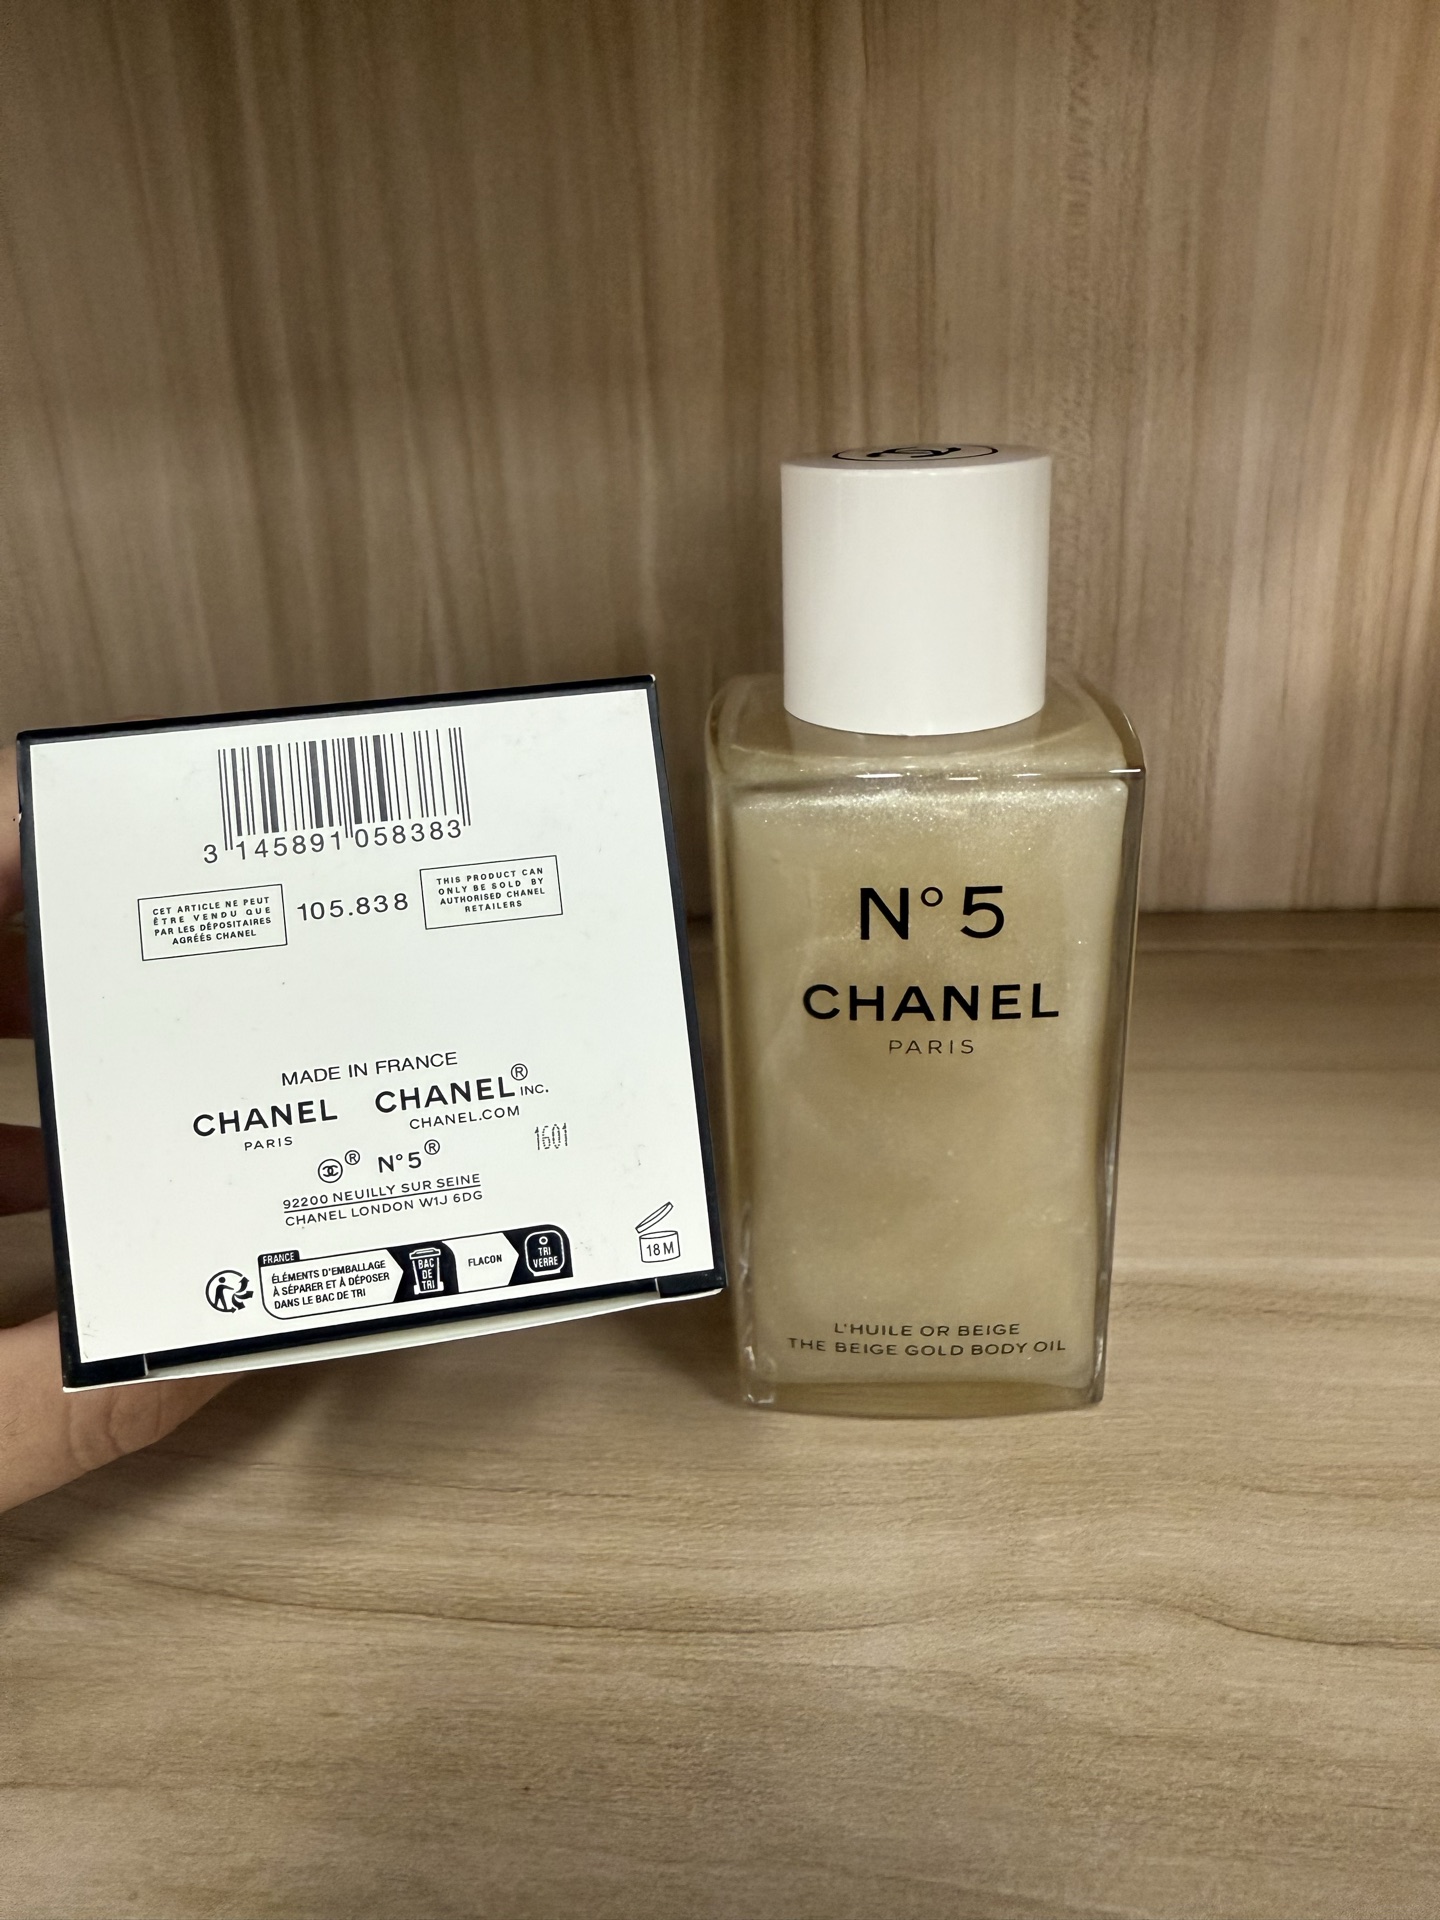 3 145891 058383
CET ARTICLE NE PEUT
ÊTRE VENDU QUE
PAR LES DÉPOSITAIRES
AGRÉÉS CHANEL
105.838
THIS PRODUCT CAN
ONLY BE SOLD BY
AUTHORISED CHANEL
RETAILERS
MADE IN FRANCE
CHANEL
PARIS
CHANEL® INC.
CHANEL.COM
1601
® N°5®
92200 NEUILLY SUR SEINE
CHANEL LONDON W1J 6DG
FRANCE
ÉLÉMENTS D'EMBALLAGE
À SÉPARER ET À DÉPOSER
DANS LE BAC DE TRI
BAC
DE
TRI
FLACON
TRI
VERRE
18 M
N°5
CHANEL
PARIS
L'HUILE OR BEIGE
THE BEIGE GOLD BODY OIL